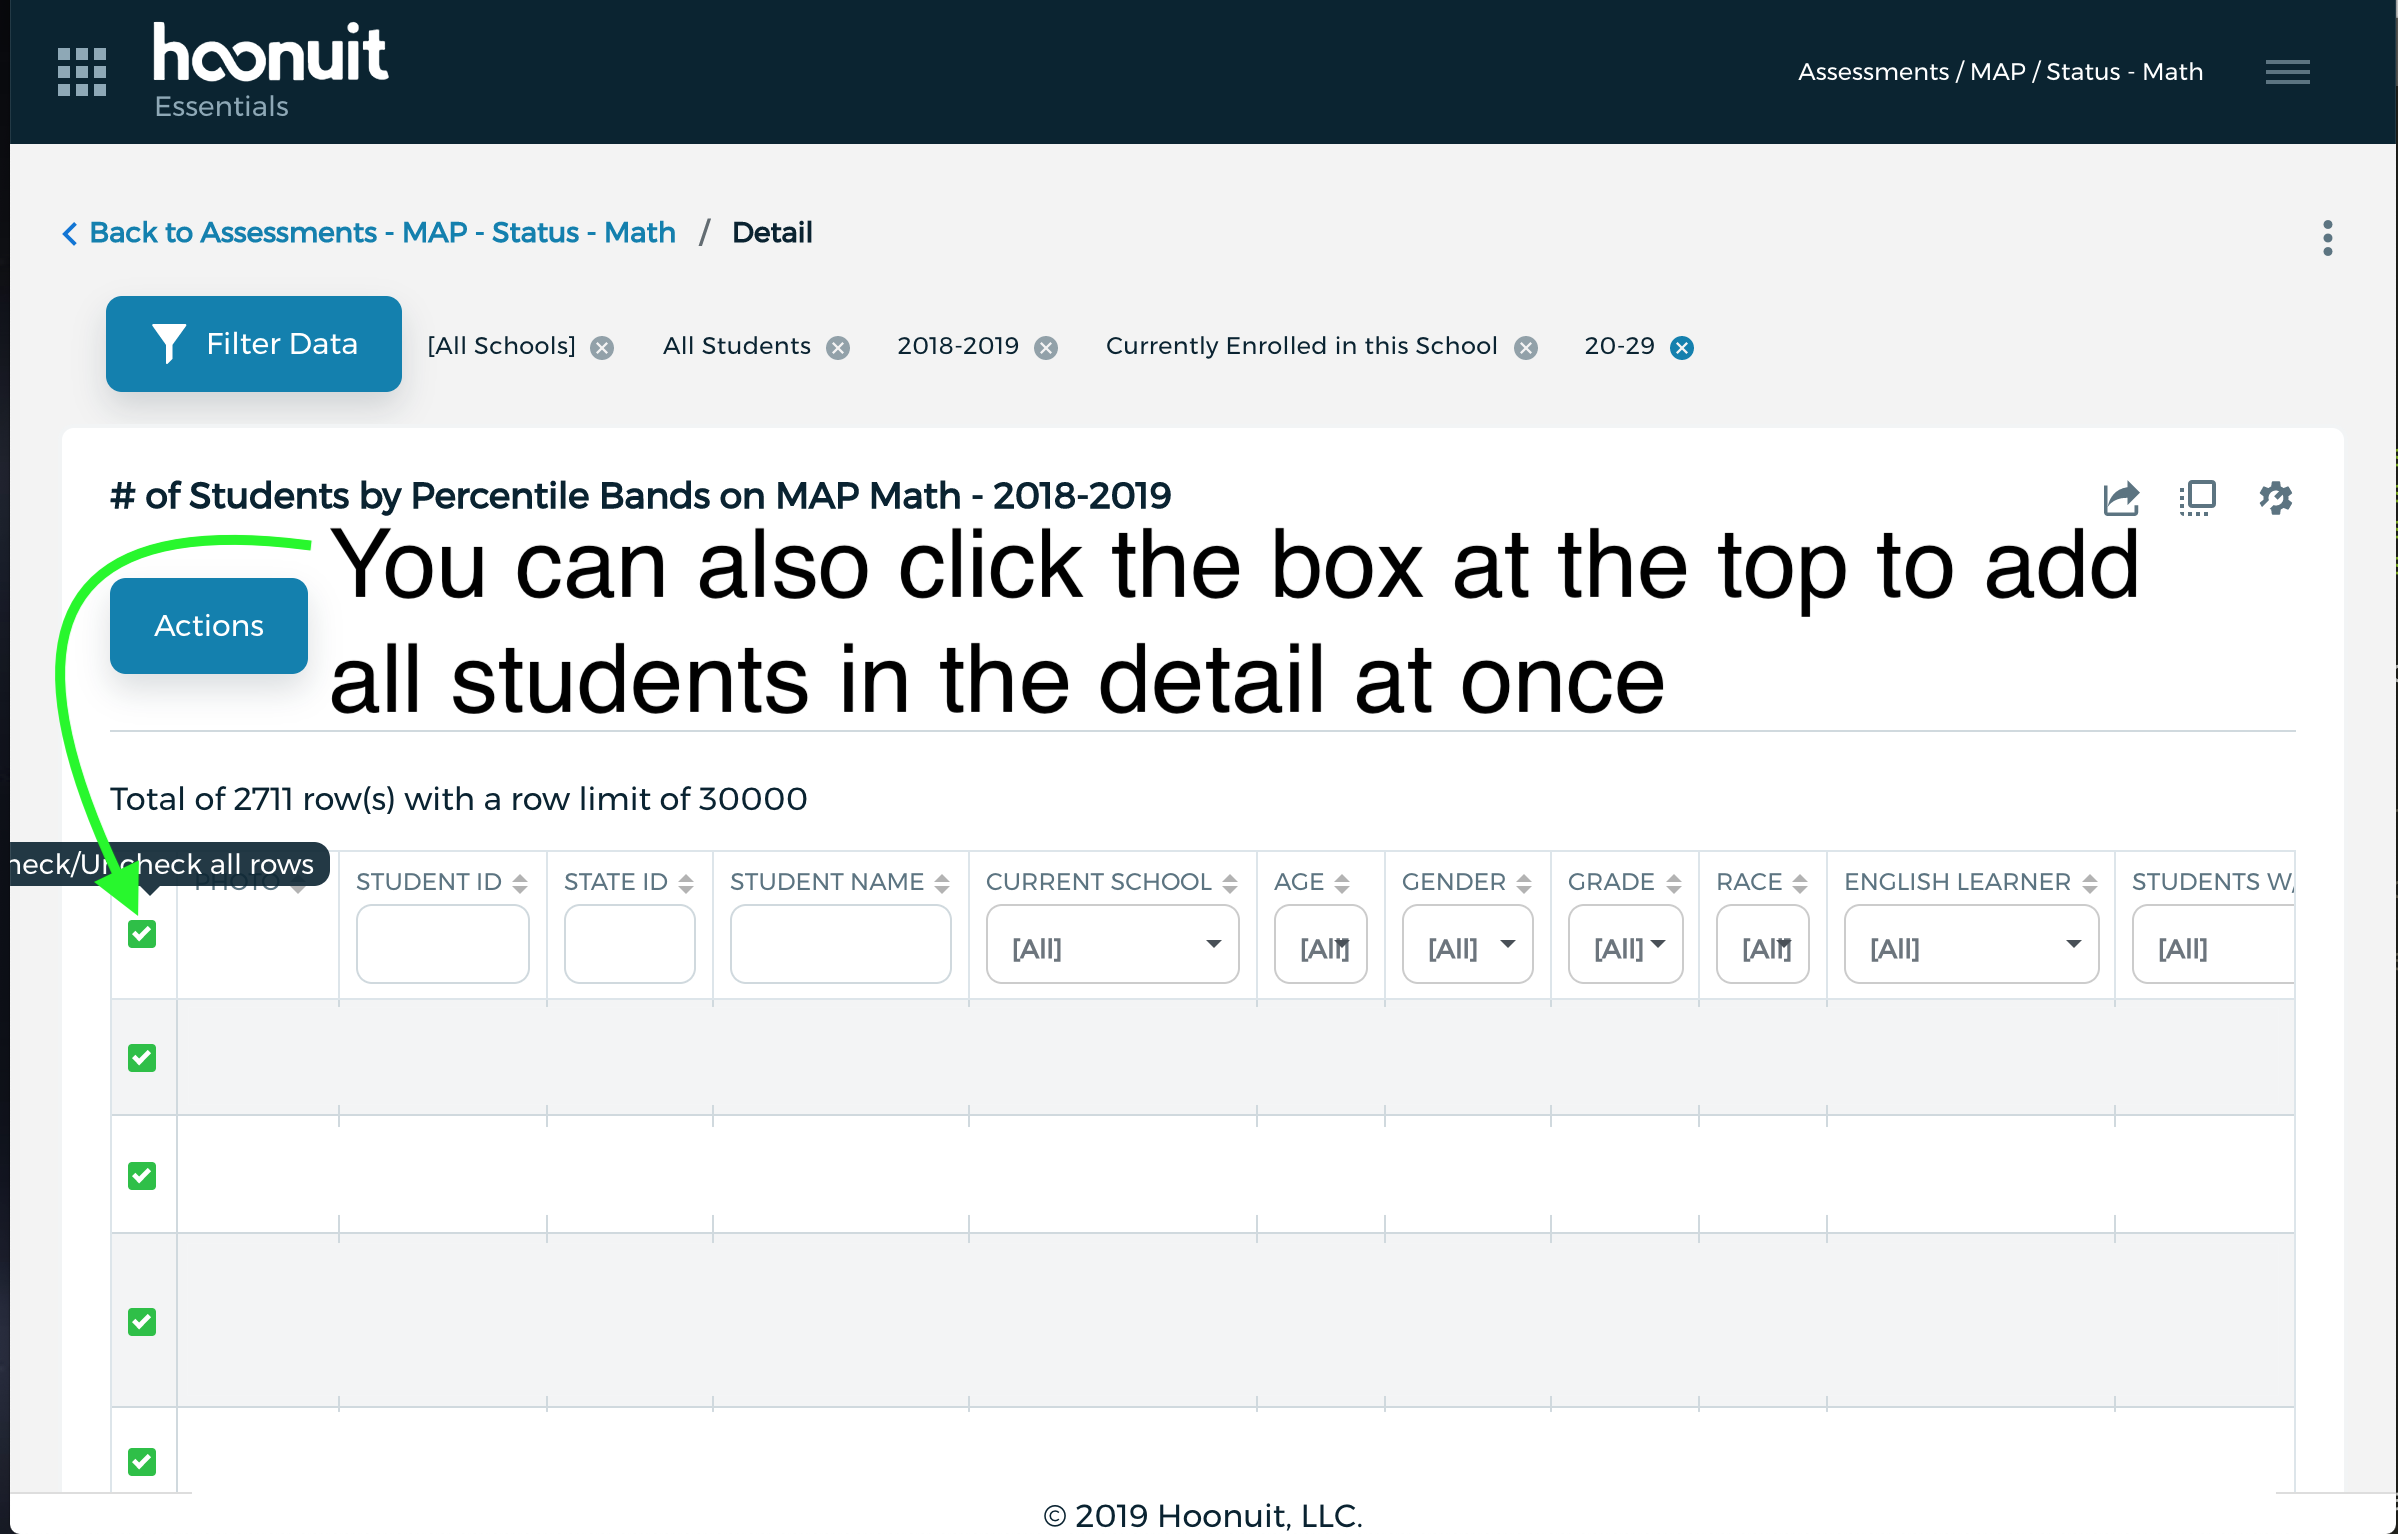 hoonuit
Essentials
Assessments / MAP / Status - Math
Back to Assessments - MAP - Status - Math / Detail
Filter Data [All Schools] All Students 2018-2019 Currently Enrolled in this School 20-29
# of Students by Percentile Bands on MAP Math - 2018-2019
You can also click the box at the top to add
all students in the detail at once
Actions
Total of 2711 row(s) with a row limit of 30000
heck/Uncheck all rows
PHOTO STUDENT ID STATE ID STUDENT NAME CURRENT SCHOOL AGE GENDER GRADE RACE ENGLISH LEARNER STUDENTS W/
[All] [All] [All] [All] [All] [All] [All]
© 2019 Hoonuit, LLC.